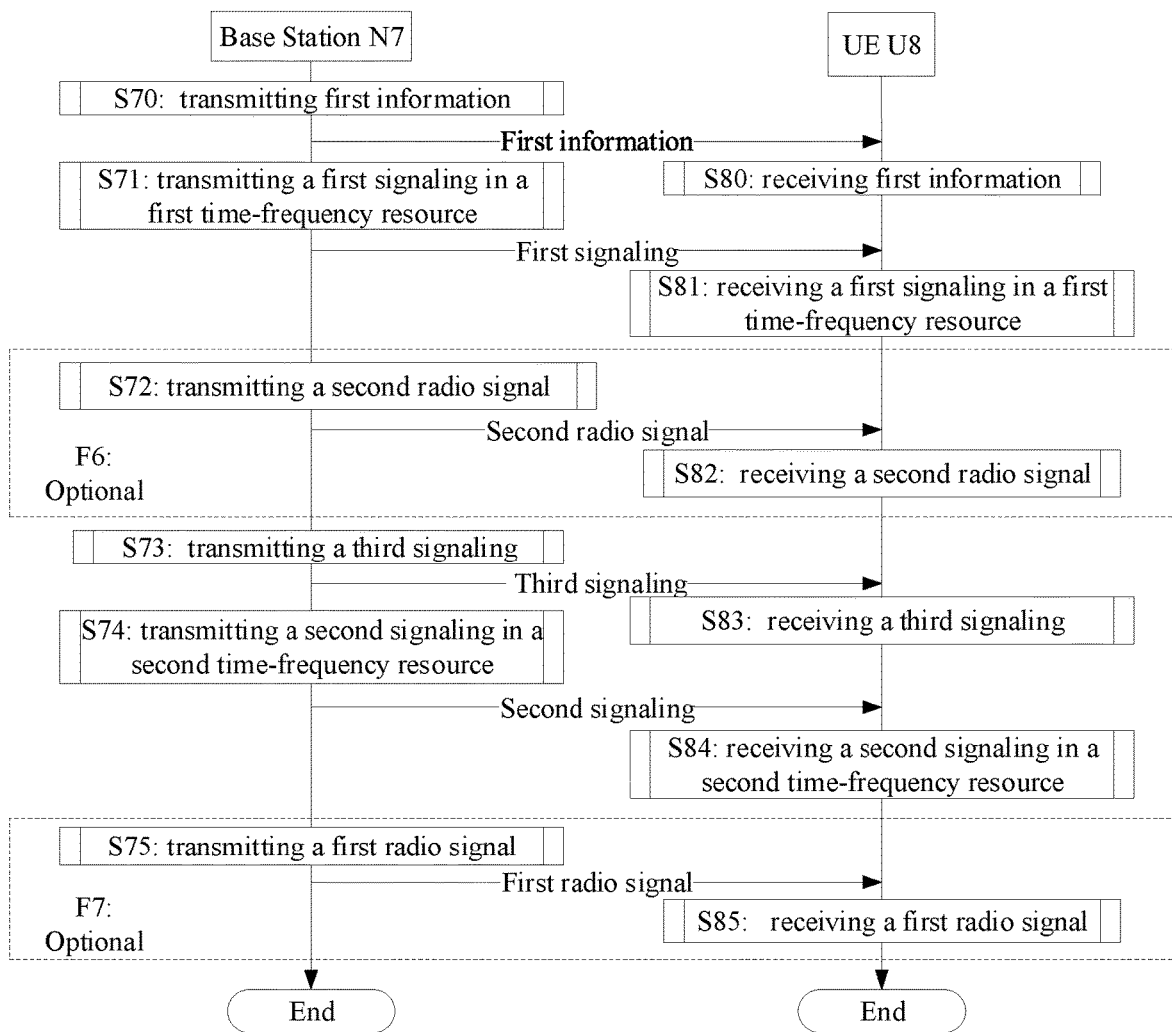 Base Station N7
UE U8
S70: transmitting first information
First information
S71: transmitting a first signaling in a
first time-frequency resource
S80: receiving first information
First signaling
S81: receiving a first signaling in a first
time-frequency resource
S72: transmitting a second radio signal
Second radio signal
F6:
Optional
S82: receiving a second radio signal
S73: transmitting a third signaling
Third signaling
S74: transmitting a second signaling in a
second time-frequency resource
S83: receiving a third signaling
Second signaling
S84: receiving a second signaling in a
second time-frequency resource
S75: transmitting a first radio signal
First radio signal
F7:
Optional
S85: receiving a first radio signal
End
End